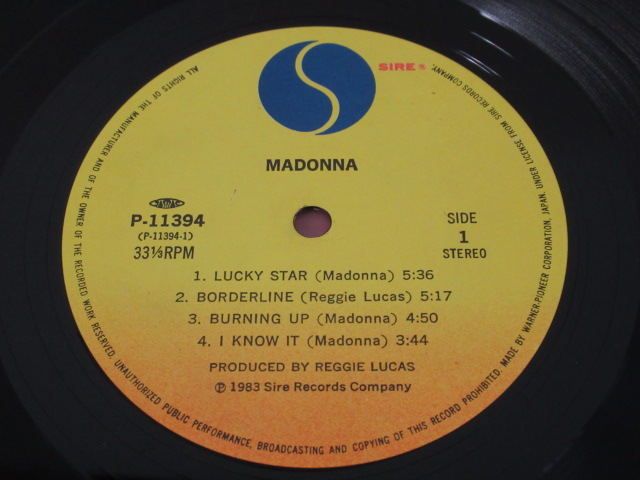 SIRE ®
MADONNA
P-11394
(P-11394-1)
33⅓RPM
SIDE
1
STEREO
1. LUCKY STAR (Madonna) 5:36
2. BORDERLINE (Reggie Lucas) 5:17
3. BURNING UP (Madonna) 4:50
4. I KNOW IT (Madonna) 3:44
PRODUCED BY REGGIE LUCAS
℗ 1983 Sire Records Company
ALL RIGHTS OF THE MANUFACTURER AND OF THE OWNER OF THE RECORDED WORK RESERVED. UNAUTHORIZED PUBLIC PERFORMANCE, BROADCASTING AND COPYING OF THIS RECORD PROHIBITED. MADE BY WARNER-PIONEER CORPORATION, JAPAN, UNDER LICENSE FROM SIRE RECORDS COMPANY.